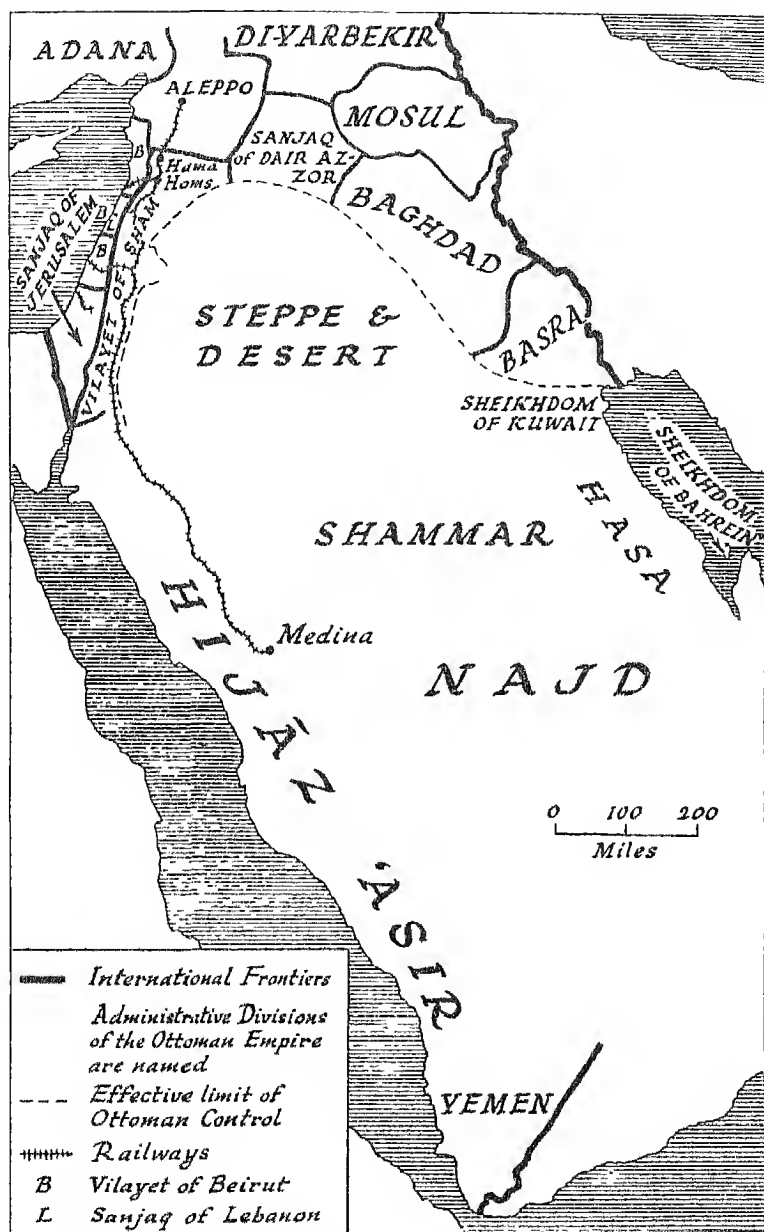 ADANA
DIYARBEKIR
ALEPPO
MOSUL
SANJAQ
of DAIR AZ-
ZOR
B
Hama
Homs
BAGHDAD
SANJAQ OF
JERUSALEM
B
VILAYET OF SHAM
STEPPE &
DESERT
BASRA
SHEIKHDOM
OF KUWAIT
SHEIKHDOM
OF BAHREIN
HASA
SHAMMAR
HIJĀZ
Medina
NAJD
0 100 200
Miles
'ASIR
YEMEN
International Frontiers
Administrative Divisions
of the Ottoman Empire
are named
Effective limit of
Ottoman Control
Railways
B Vilayet of Beirut
L Sanjaq of Lebanon